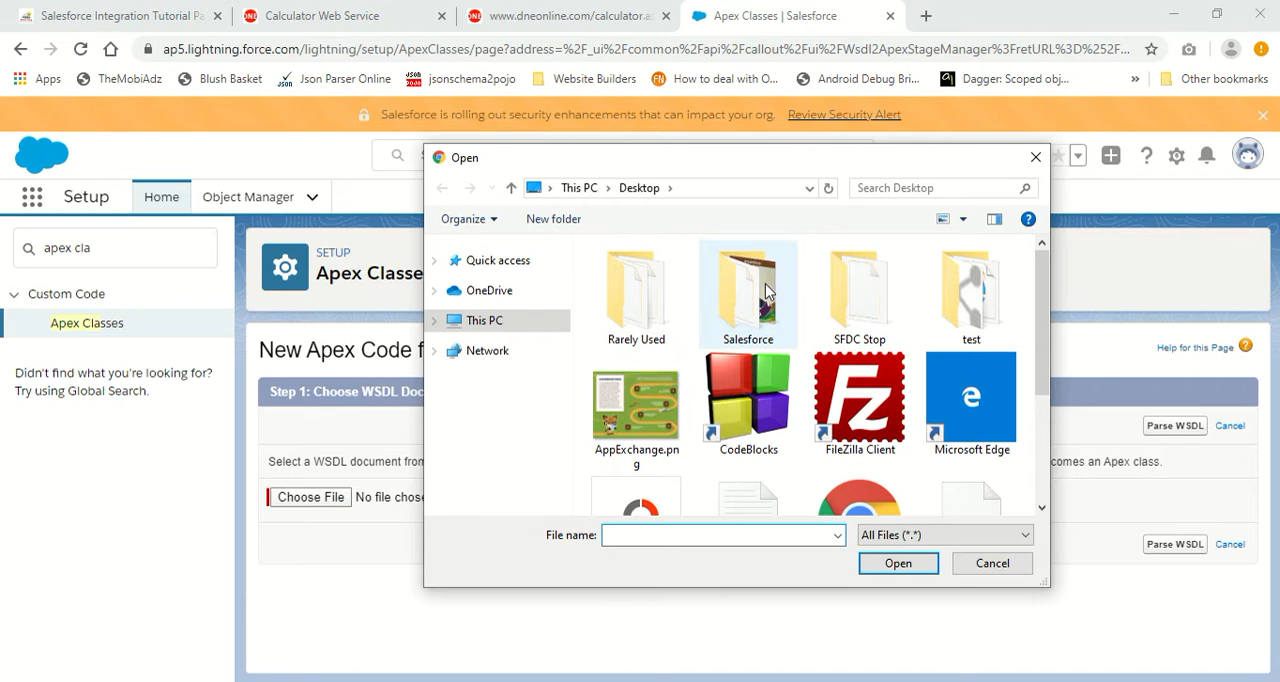 Salesforce Integration Tutorial Pa
Calculator Web Service
www.dneonline.com/calculator.as
Apex Classes | Salesforce
ap5.lightning.force.com/lightning/setup/ApexClasses/page?address=%2F_ui%2Fcommon%2Fapi%2Fcallout%2Fui%2FWsdl2ApexStageManager%3FretURL%3D%252F...
Apps
TheMobiAdz
Blush Basket
Json Parser Online
jsonschema2pojo
Website Builders
How to deal with O...
Android Debug Bri...
Dagger: Scoped obj...
Other bookmarks
Salesforce is rolling out security enhancements that can impact your org. Review Security Alert
Open
This PC > Desktop >
Search Desktop
Setup
Home
Object Manager
Organize
New folder
apex cla
Custom Code
Apex Classes
Didn't find what you're looking for?
Try using Global Search.
SETUP
Apex Classe
Quick access
OneDrive
This PC
Network
Rarely Used
Salesforce
SFDC Stop
test
AppExchange.pn
g
CodeBlocks
FileZilla Client
Microsoft Edge
New Apex Code f
Help for this Page
Step 1: Choose WSDL Doc
Parse WSDL
Cancel
Select a WSDL document from
comes an Apex class.
Choose File No file chose
File name:
All Files (*.*)
Open
Cancel
Parse WSDL
Cancel